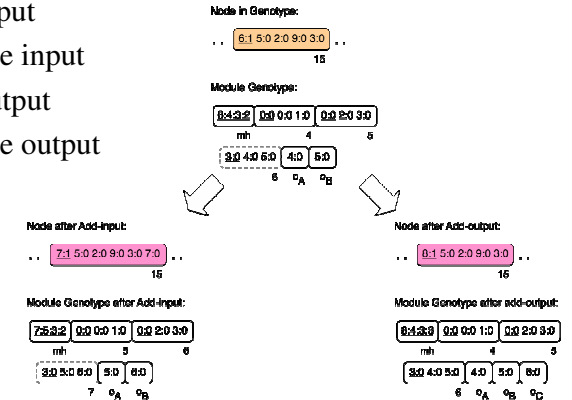 put
e input
tput
e output
Node in Genotype:
. . 6:1 5:0 2:0 9:0 3:0 . .
15
Module Genotype:
6:4:3:2 0:0 0:0 1:0 0:0 2:0 3:0
mh 4 5
3:0 4:0 5:0 4:0 5:0
6 oA oB
Node after Add-input:
. . 7:1 5:0 2:0 9:0 3:0 7:0 . .
15
Module Genotype after Add-input:
7:5:3:2 0:0 0:0 1:0 0:0 2:0 3:0
mh 5 6
3:0 5:0 6:0 5:0 6:0
7 oA oB
Node after Add-output:
. . 8:1 5:0 2:0 9:0 3:0 . .
15
Module Genotype after add-output:
6:4:3:3 0:0 0:0 1:0 0:0 2:0 3:0
mh 4 5
3:0 4:0 5:0 4:0 5:0 6:0
6 oA oB oC